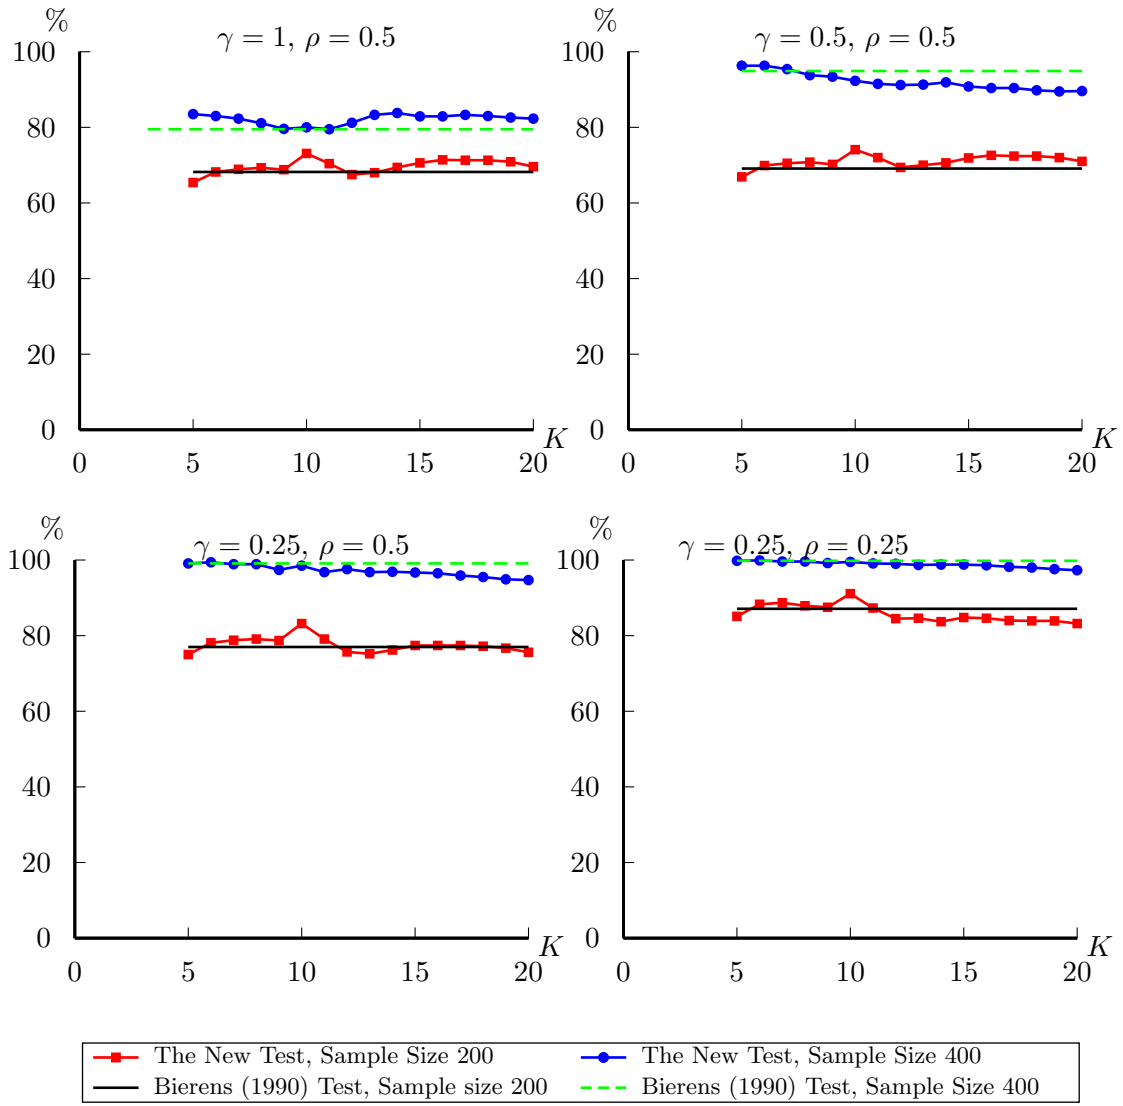 %
γ = 1, ρ = 0.5
100
80
60
40
20
0
0 5 10 15 20
K
%
γ = 0.5, ρ = 0.5
100
80
60
40
20
0
0 5 10 15 20
K
%
γ = 0.25, ρ = 0.5
100
80
60
40
20
0
0 5 10 15 20
K
%
γ = 0.25, ρ = 0.25
100
80
60
40
20
0
0 5 10 15 20
K
The New Test, Sample Size 200
The New Test, Sample Size 400
Bierens (1990) Test, Sample size 200
Bierens (1990) Test, Sample Size 400